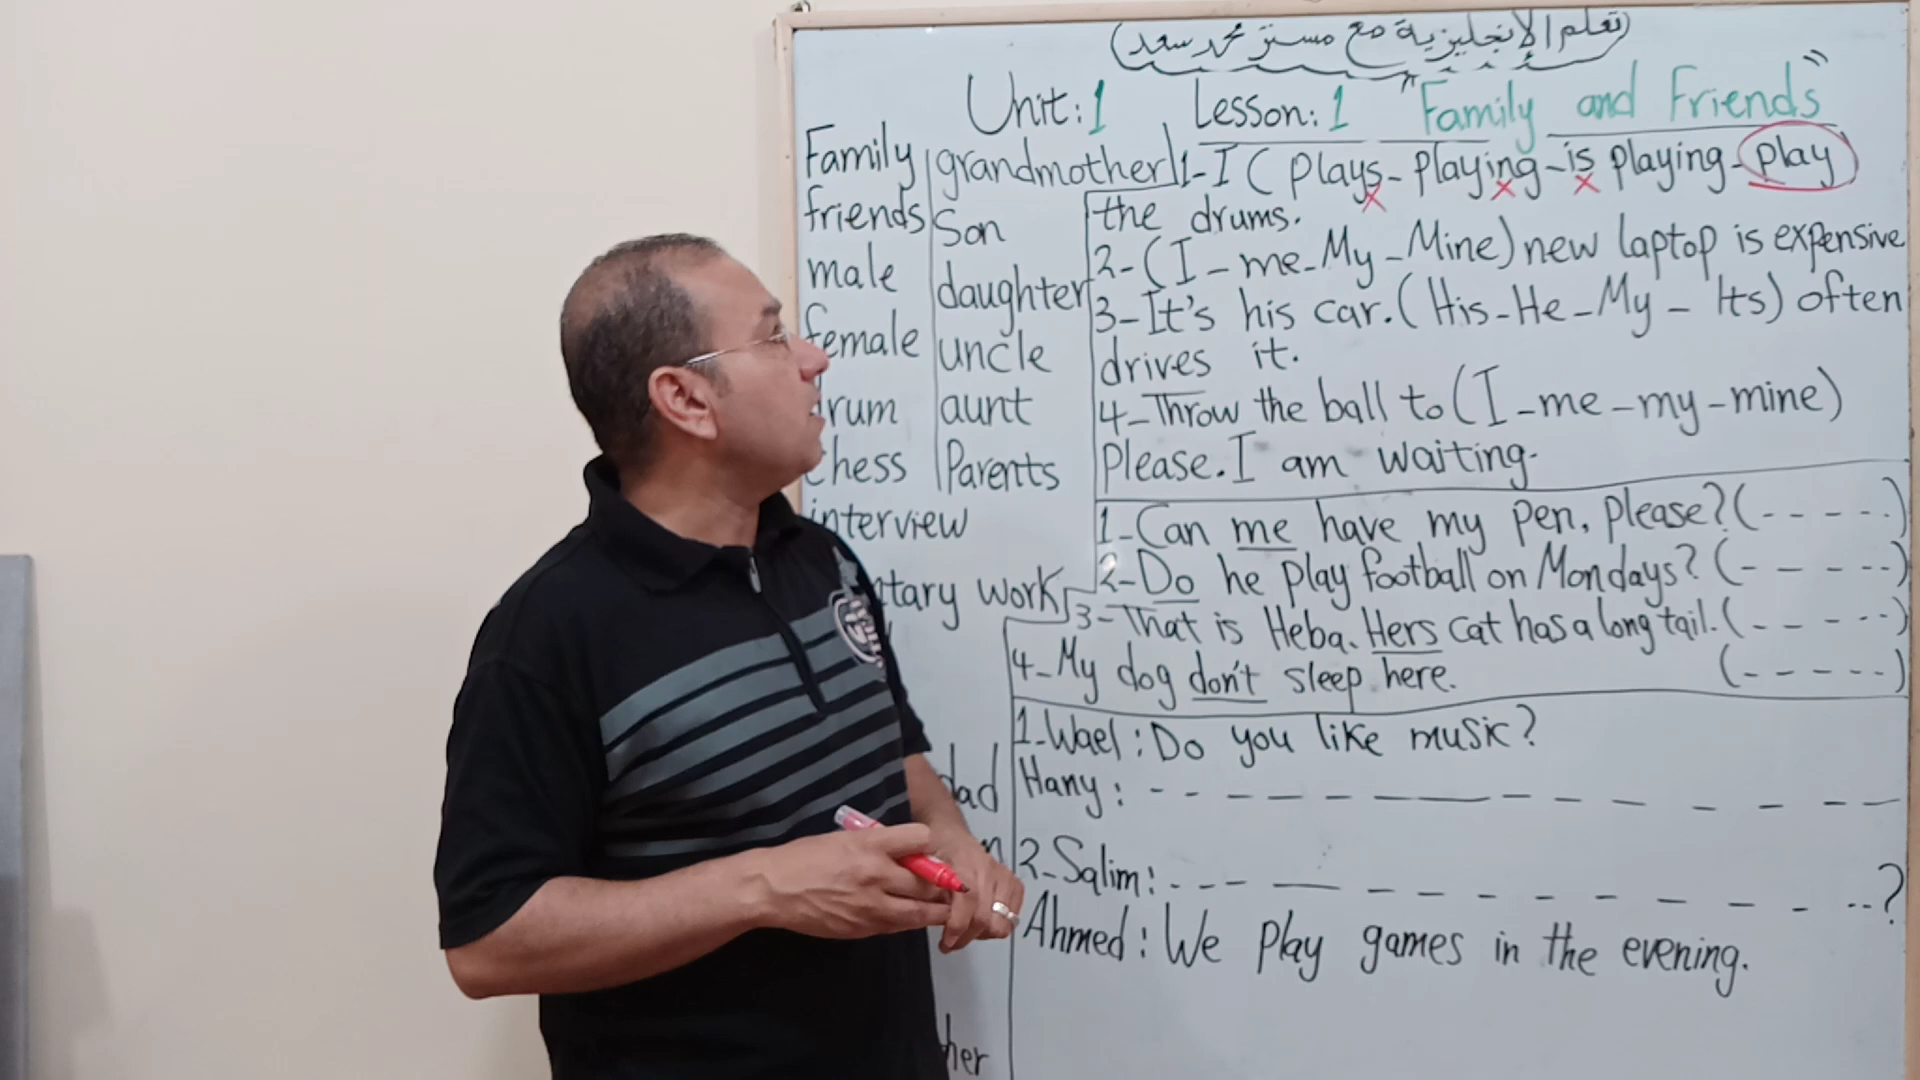 (تعلم الإنجليزية مع مستر محمد سعد)
Unit: 1 Lesson: 1 "Family and Friends"
Family
friends
male
female
drum
chess
interview
work
dad
grandmother
Son
daughter
uncle
aunt
Parents
1-I ( plays - playing - is playing - play
the drums.
2-(I - me - My - Mine) new laptop is expensive
3-It's his car. (His - He - My - Its) often
drives it.
4-Throw the ball to (I - me - my - mine)
Please. I am waiting.
1-Can me have my pen, please? (-----)
2-Do he play football on Mondays? (-----)
3-That is Heba. Hers cat has a long tail. (-----)
4-My dog don't sleep here. (-----)
1-Wael: Do you like music?
Hany: - - - - - - - - - - - -
2-Salim: - - - - - - - - - - - - ?
Ahmed: We play games in the evening.